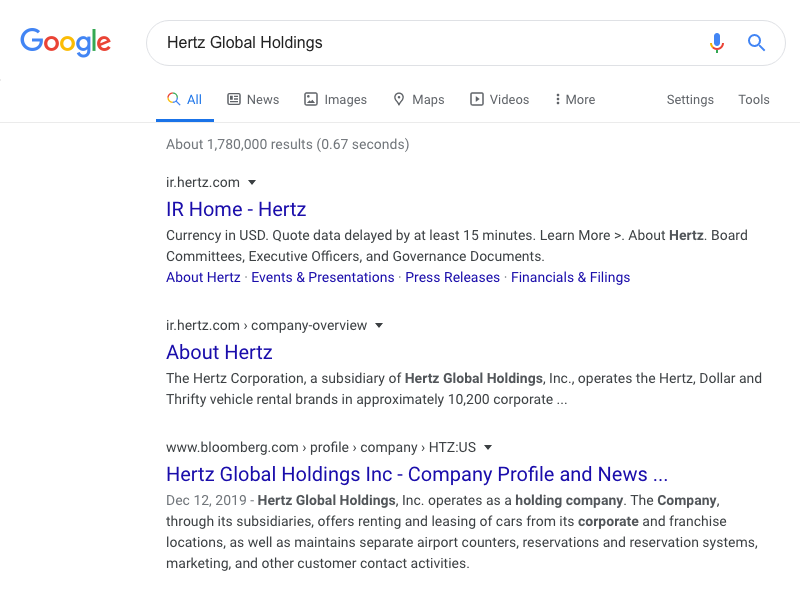 Google
Hertz Global Holdings
All News Images Maps Videos More Settings Tools
About 1,780,000 results (0.67 seconds)
ir.hertz.com
IR Home - Hertz
Currency in USD. Quote data delayed by at least 15 minutes. Learn More >. About Hertz. Board
Committees, Executive Officers, and Governance Documents.
About Hertz · Events & Presentations · Press Releases · Financials & Filings
ir.hertz.com › company-overview
About Hertz
The Hertz Corporation, a subsidiary of Hertz Global Holdings, Inc., operates the Hertz, Dollar and
Thrifty vehicle rental brands in approximately 10,200 corporate ...
www.bloomberg.com › profile › company › HTZ:US
Hertz Global Holdings Inc - Company Profile and News ...
Dec 12, 2019 - Hertz Global Holdings, Inc. operates as a holding company. The Company,
through its subsidiaries, offers renting and leasing of cars from its corporate and franchise
locations, as well as maintains separate airport counters, reservations and reservation systems,
marketing, and other customer contact activities.